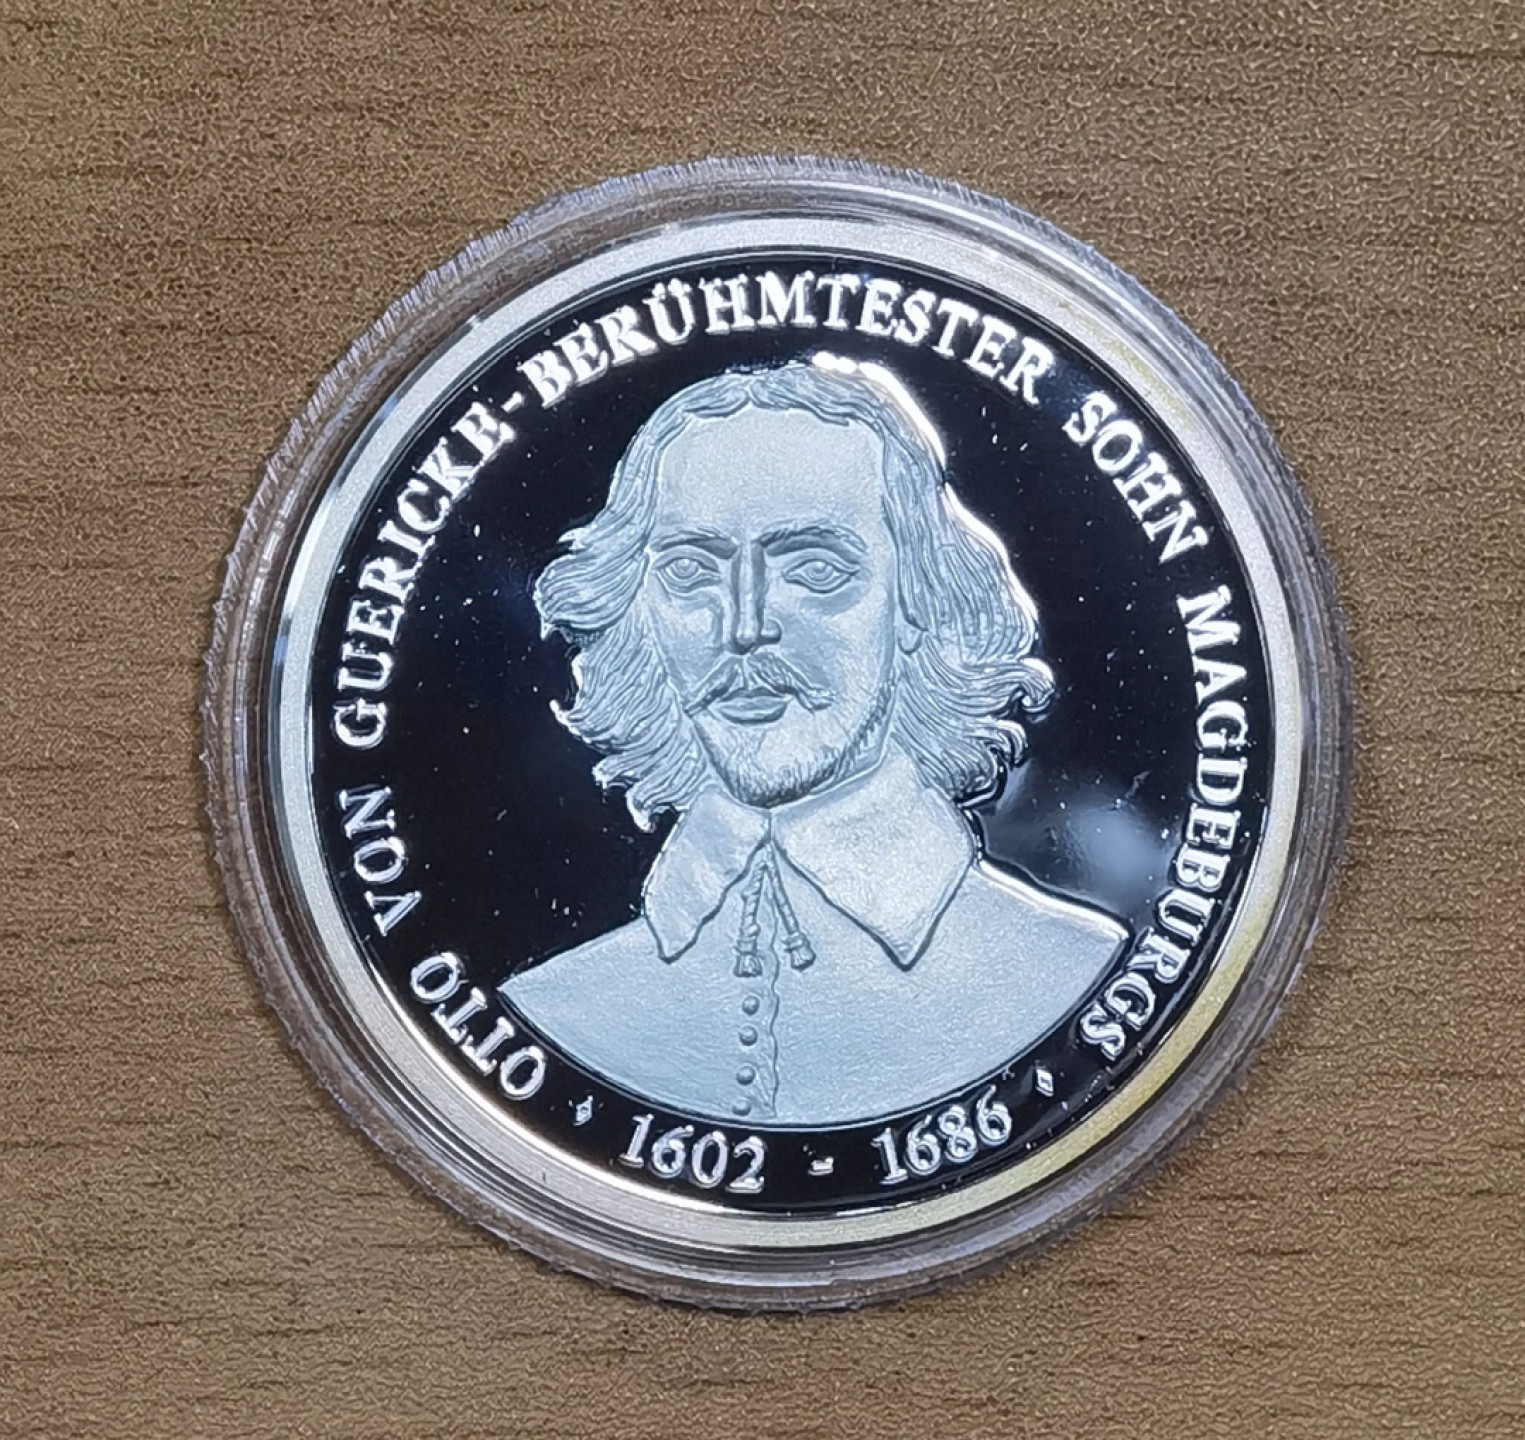 OTTO VON GUERICKE-BERÜHMTESTER SOHN MAGDEBURGS
1602 - 1686